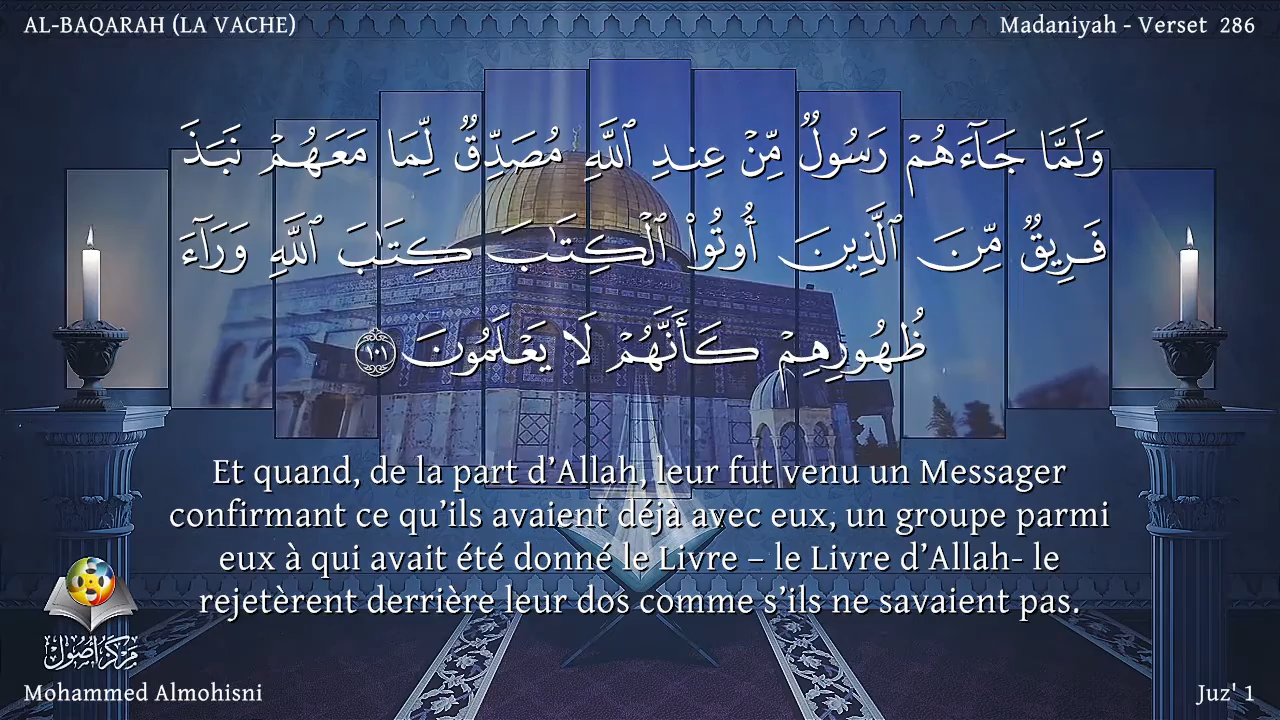 AL-BAQARAH (LA VACHE)
Madaniyah - Verset 286
وَلَمَّا جَآءَهُمْ رَسُولٌ مِّنْ عِندِ ٱللَّهِ مُصَدِّقٌ لِّمَا مَعَهُمْ نَبَذَ
فَرِيقٌ مِّنَ ٱلَّذِينَ أُوتُوا۟ ٱلْكِتَـٰبَ كِتَـٰبَ ٱللَّهِ وَرَآءَ
ظُهُورِهِمْ كَأَنَّهُمْ لَا يَعْلَمُونَ ١٠١
Et quand, de la part d’Allah, leur fut venu un Messager
confirmant ce qu’ils avaient déjà avec eux, un groupe parmi
eux à qui avait été donné le Livre – le Livre d’Allah- le
rejetèrent derrière leur dos comme s’ils ne savaient pas.
مركز أصول
Mohammed Almohisni
Juz' 1